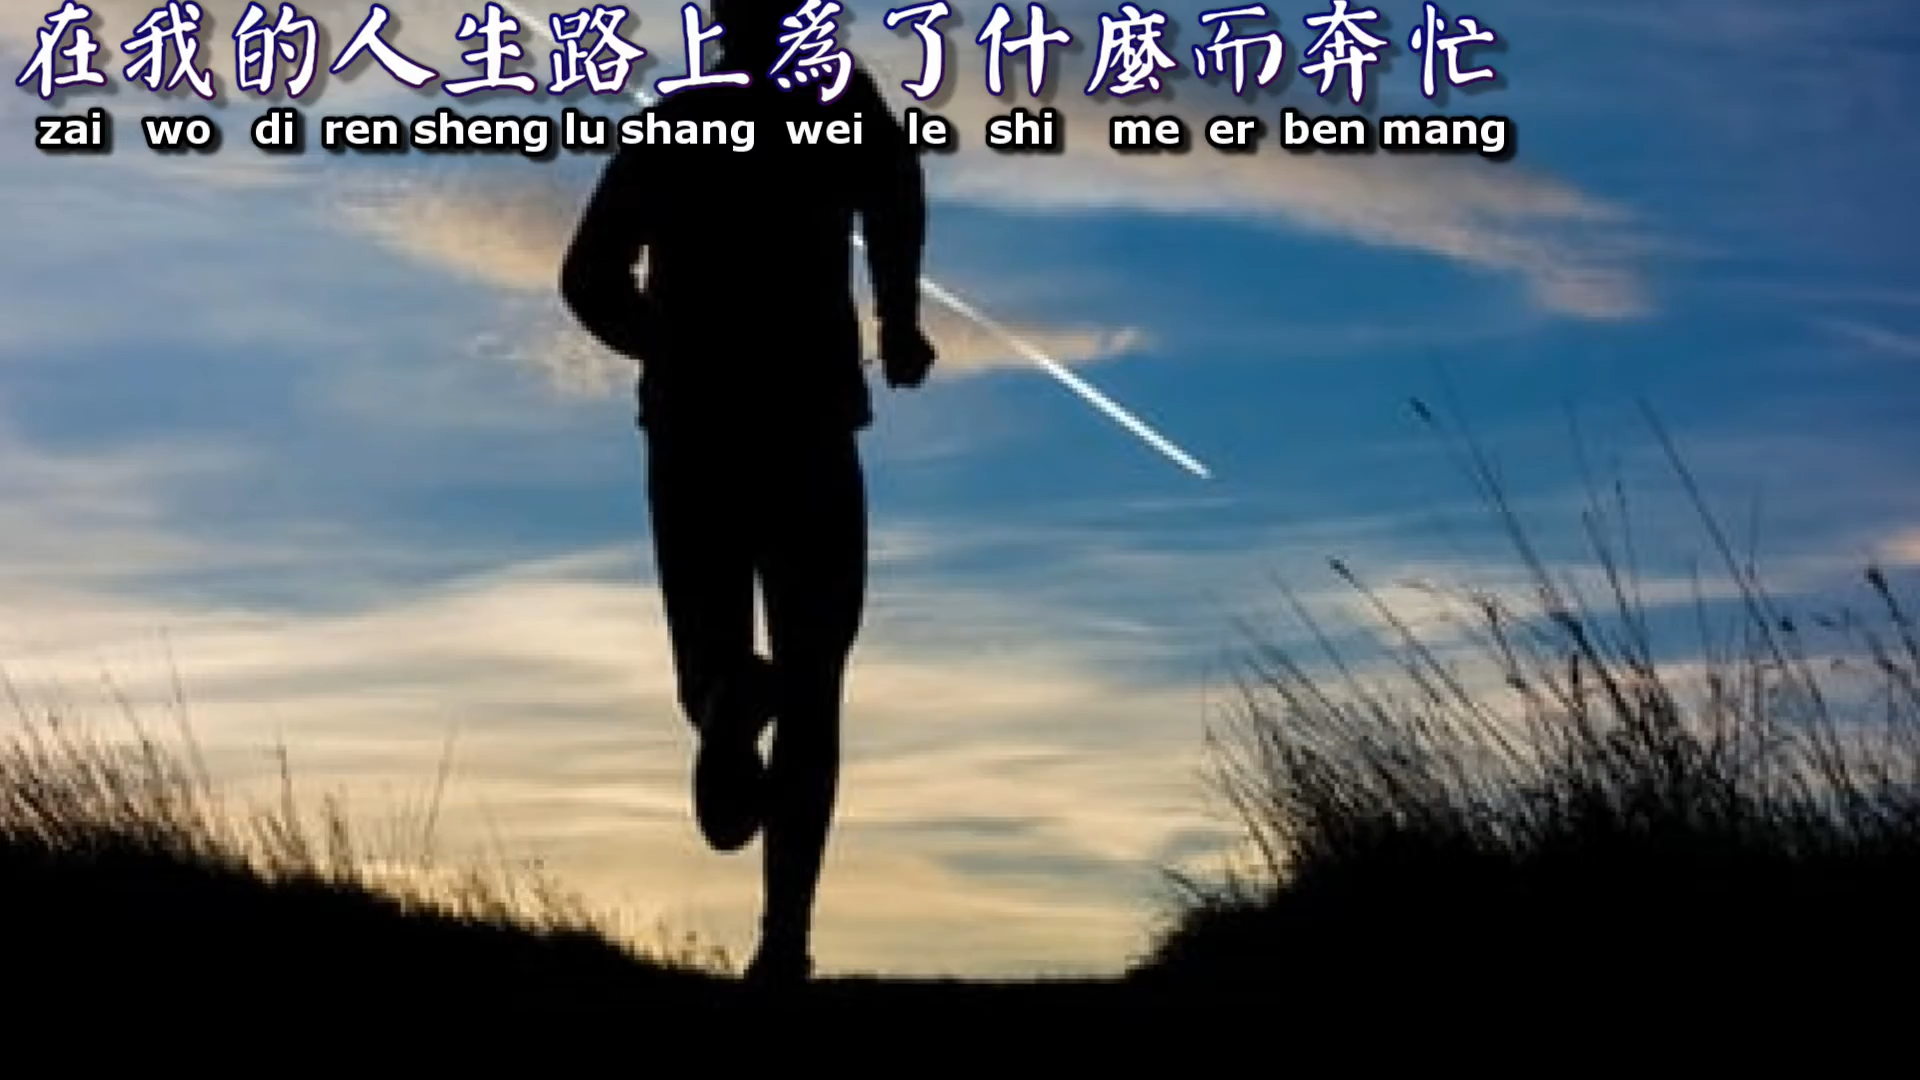 在我的人生路上為了什麼而奔忙
zai wo di ren sheng lu shang wei le shi me er ben mang